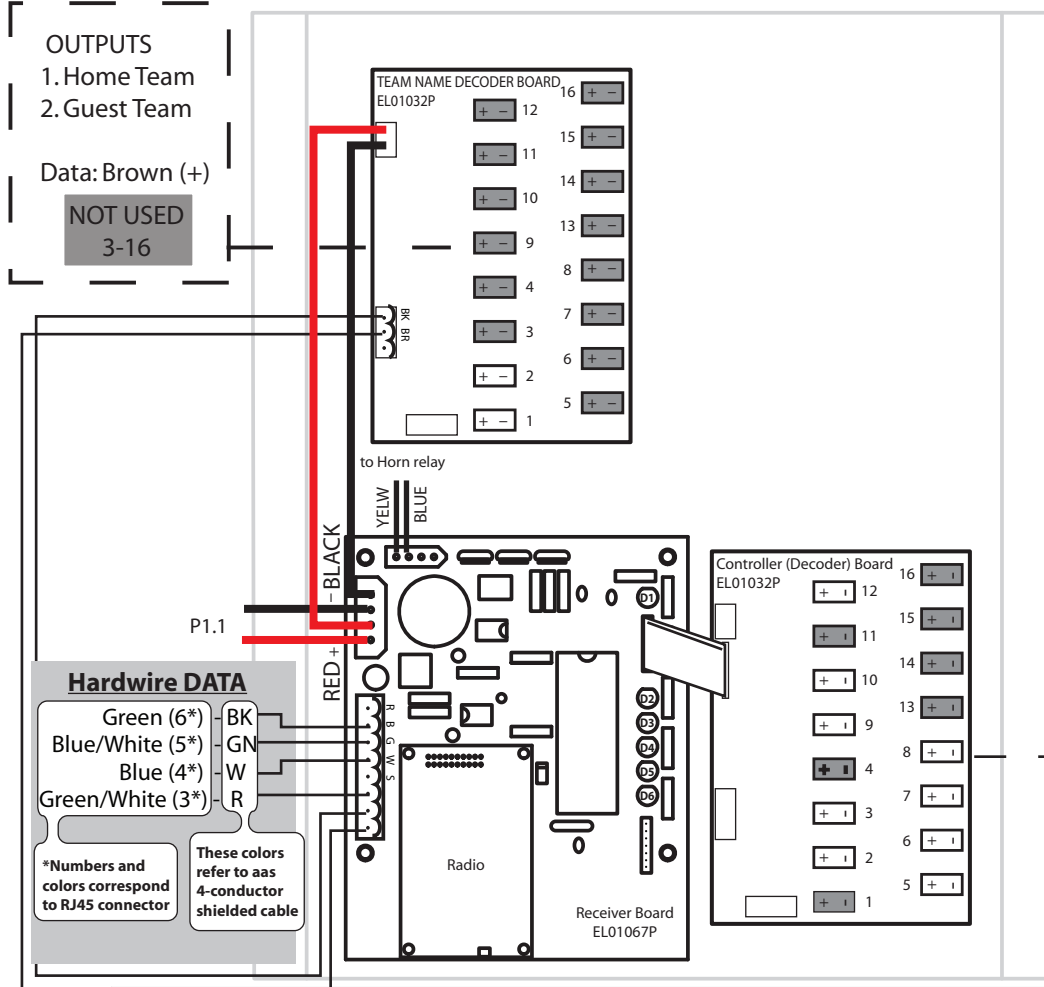 OUTPUTS
1. Home Team
2. Guest Team
Data: Brown (+)
NOT USED
3-16
TEAM NAME DECODER BOARD
EL01032P
16 + -
12 + -
15 + -
11 + -
14 + -
10 + -
13 + -
9 + -
8 + -
4 + -
7 + -
3 + -
6 + -
2 + -
5 + -
1 + -
BK BR
to Horn relay
YELW
BLUE
– BLACK
P1.1
RED +
Hardwire DATA
Green (6*) - BK
Blue/White (5*) - GN
Blue (4*) - W
Green/White (3*) - R
*Numbers and
colors correspond
to RJ45 connector
These colors
refer to aas
4-conductor
shielded cable
R B G W S
D1
D2
D3
D4
D5
D6
Radio
Receiver Board
EL01067P
Controller (Decoder) Board
EL01032P
16 + -
12 + -
15 + -
11 + -
14 + -
10 + -
13 + -
9 + -
8 + -
4 + -
7 + -
3 + -
6 + -
2 + -
5 + -
1 + -